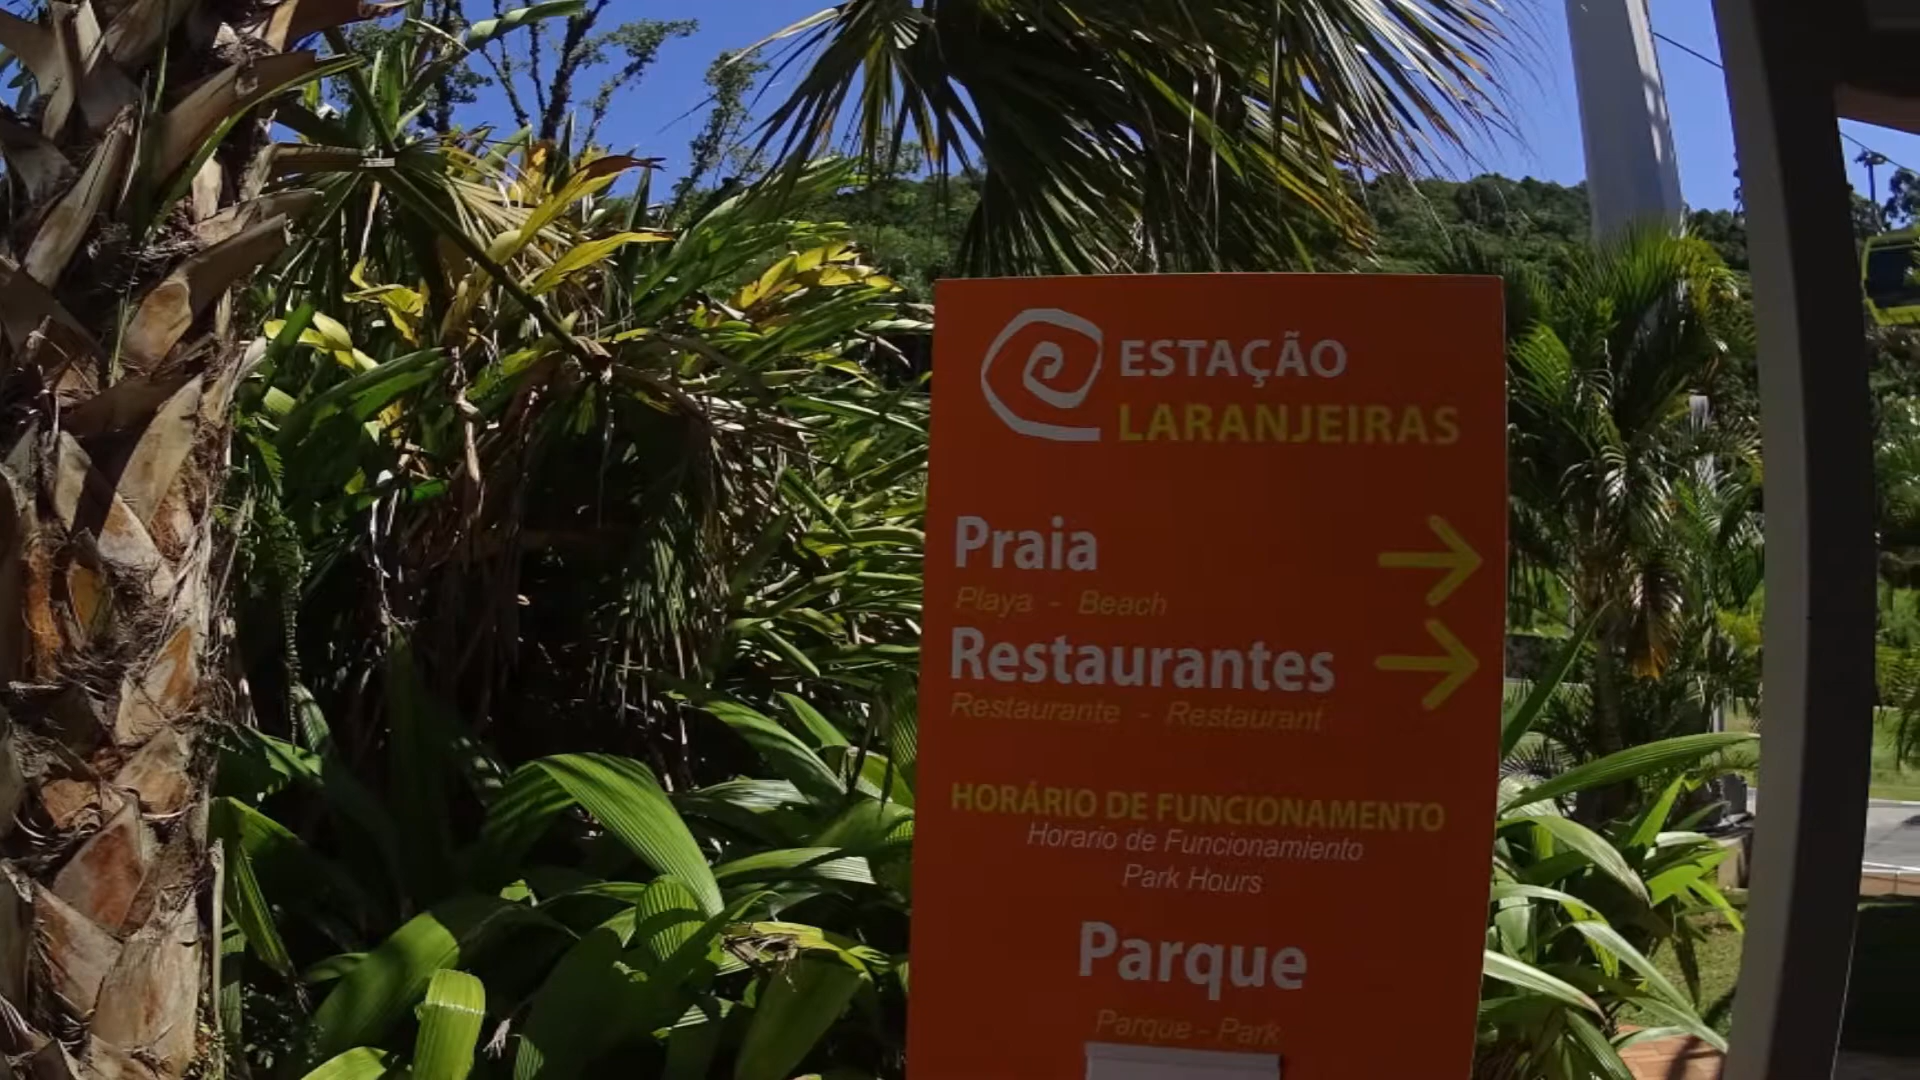 ESTAÇÃO
LARANJEIRAS
Praia
Playa - Beach
Restaurantes
Restaurante - Restaurant
HORÁRIO DE FUNCIONAMENTO
Horario de Funcionamiento
Park Hours
Parque
Parque - Park